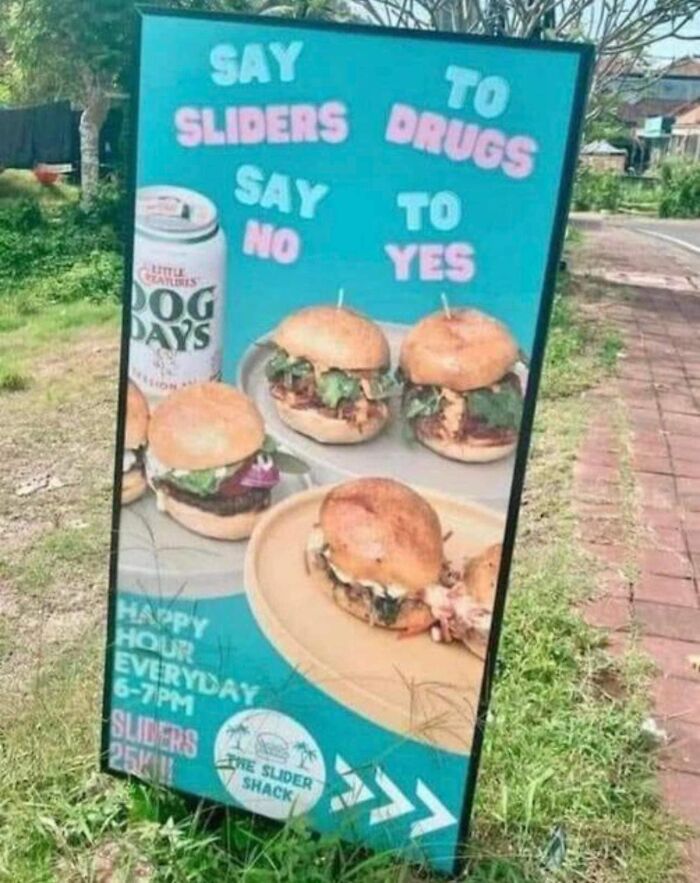 SAY TO
SLIDERS DRUGS
SAY TO
NO YES
LITTLE
CREATURES
DOG
DAYS
HAPPY
HOUR
EVERYDAY
6-7PM
SLIDERS
25K!!
THE SLIDER
SHACK